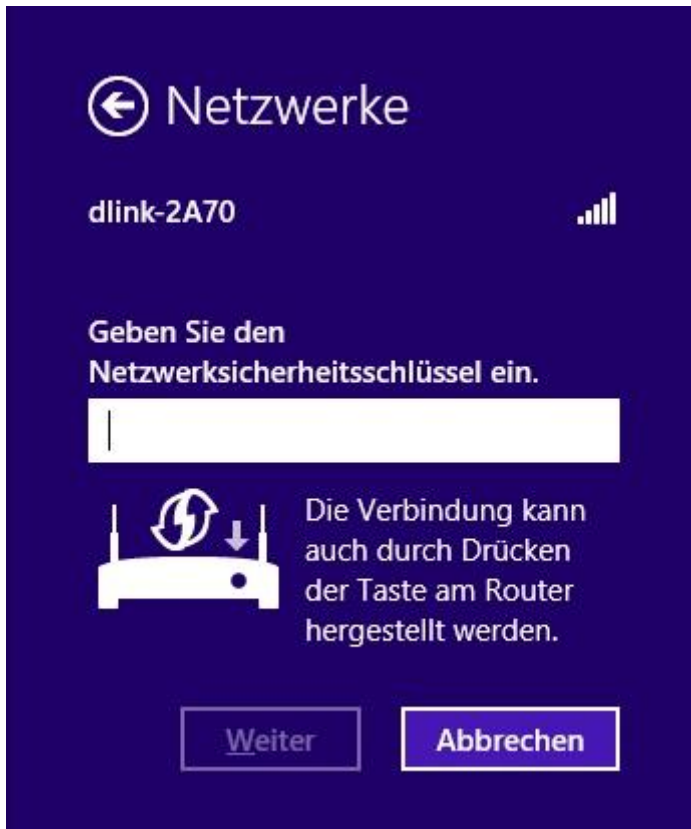 Netzwerke
dlink-2A70
Geben Sie den
Netzwerksicherheitsschlüssel ein.
Die Verbindung kann
auch durch Drücken
der Taste am Router
hergestellt werden.
Weiter
Abbrechen